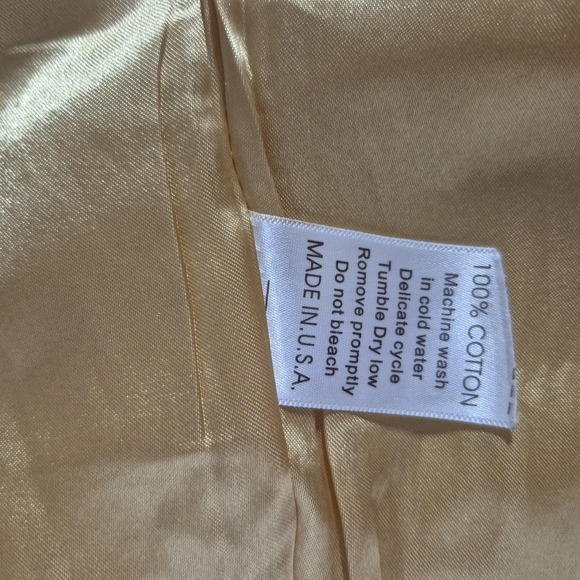 100% COTTON
Machine wash
in cold water
Delicate cycle
Tumble Dry low
Romove promptly
Do not bleach
MADE IN.U.S.A.